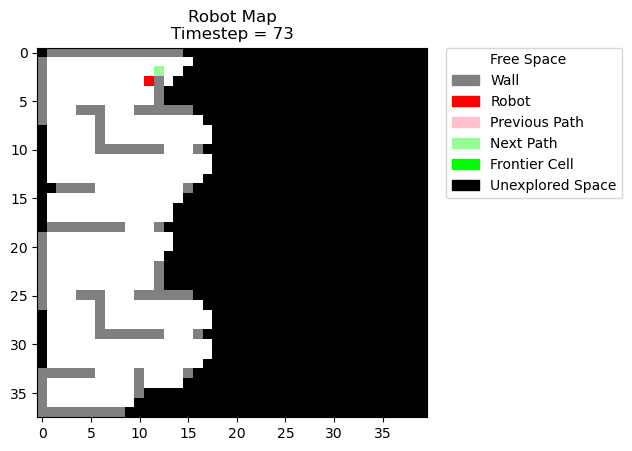 Robot Map
Timestep = 73
Free Space
Wall
Robot
Previous Path
Next Path
Frontier Cell
Unexplored Space
0
5
10
15
20
25
30
35
0
5
10
15
20
25
30
35